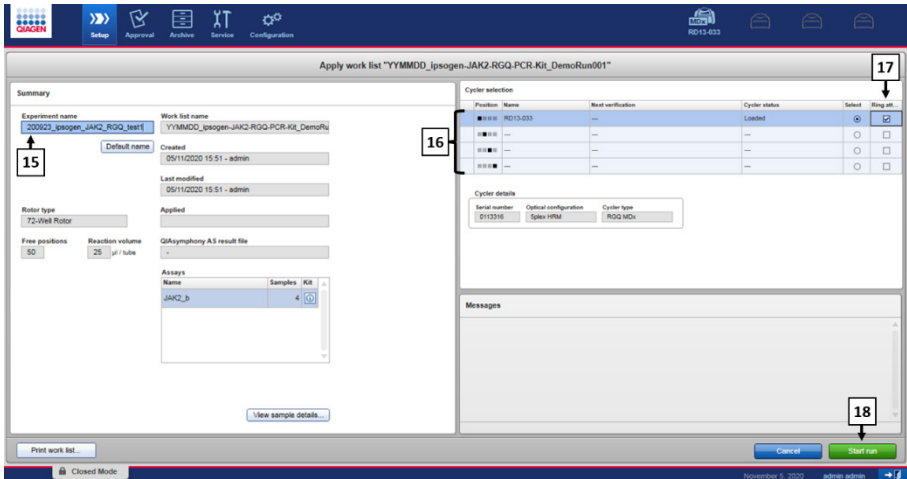 QIAGEN
Setup
Approval
Archive
Service
Configuration
MDx
RD13-033
Apply work list "YYMMDD_ipsogen-JAK2-RGQ-PCR-Kit_DemoRun001"
17
Summary
Experiment name
200923_ipsogen_JAK2_RGQ_test1
Default name
15
Work list name
YYMMDD_ipsogen-JAK2-RGQ-PCR-Kit_DemoRu
Created
05/11/2020 15:51 - admin
Last modified
05/11/2020 15:51 - admin
Rotor type
72-Well Rotor
Applied
Free positions
50
Reaction volume
25 µl / tube
QIAsymphony AS result file
-
Assays
Name Samples Kit
JAK2_b 4
View sample details...
Cycler selection
Position Name Next verification Cycler status Select Ring att...
RD13-033 --- Loaded
--- --- ---
--- --- ---
--- --- ---
16
Cycler details
Serial number Optical configuration Cycler type
0113316 5plex HRM RGQ MDx
Messages
18
Print work list...
Cancel
Start run
Closed Mode
November 5, 2020 admin admin